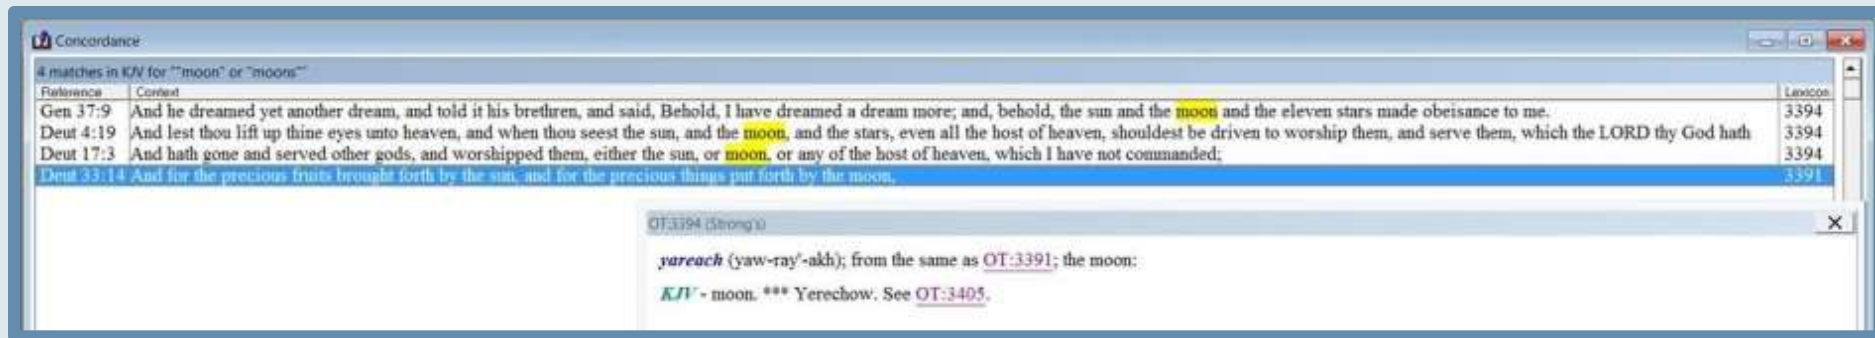 Concordance
4 matches in KJV for ""moon" or "moons""
Reference Context Lexicon
Gen 37:9 And he dreamed yet another dream, and told it his brethren, and said, Behold, I have dreamed a dream more; and, behold, the sun and the moon and the eleven stars made obeisance to me. 3394
Deut 4:19 And lest thou lift up thine eyes unto heaven, and when thou seest the sun, and the moon, and the stars, even all the host of heaven, shouldest be driven to worship them, and serve them, which the LORD thy God hath 3394
Deut 17:3 And hath gone and served other gods, and worshipped them, either the sun, or moon, or any of the host of heaven, which I have not commanded; 3394
Deut 33:14 And for the precious fruits brought forth by the sun, and for the precious things put forth by the moon, 3391
OT:3394 (Strong's)
yareach (yaw-ray'-akh); from the same as OT:3391; the moon:
KJV - moon. *** Yerechow. See OT:3405.